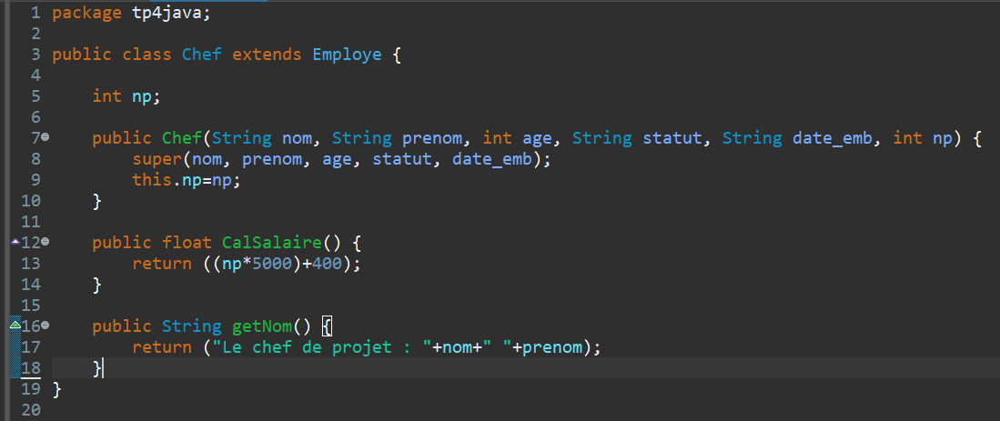 1 package tp4java;
2
3 public class Chef extends Employe {
4
5     int np;
6
7     public Chef(String nom, String prenom, int age, String statut, String date_emb, int np) {
8         super(nom, prenom, age, statut, date_emb);
9         this.np=np;
10     }
11
12     public float CalSalaire() {
13         return ((np*5000)+400);
14     }
15
16     public String getNom() {
17         return ("Le chef de projet : "+nom+" "+prenom);
18     }
19 }
20